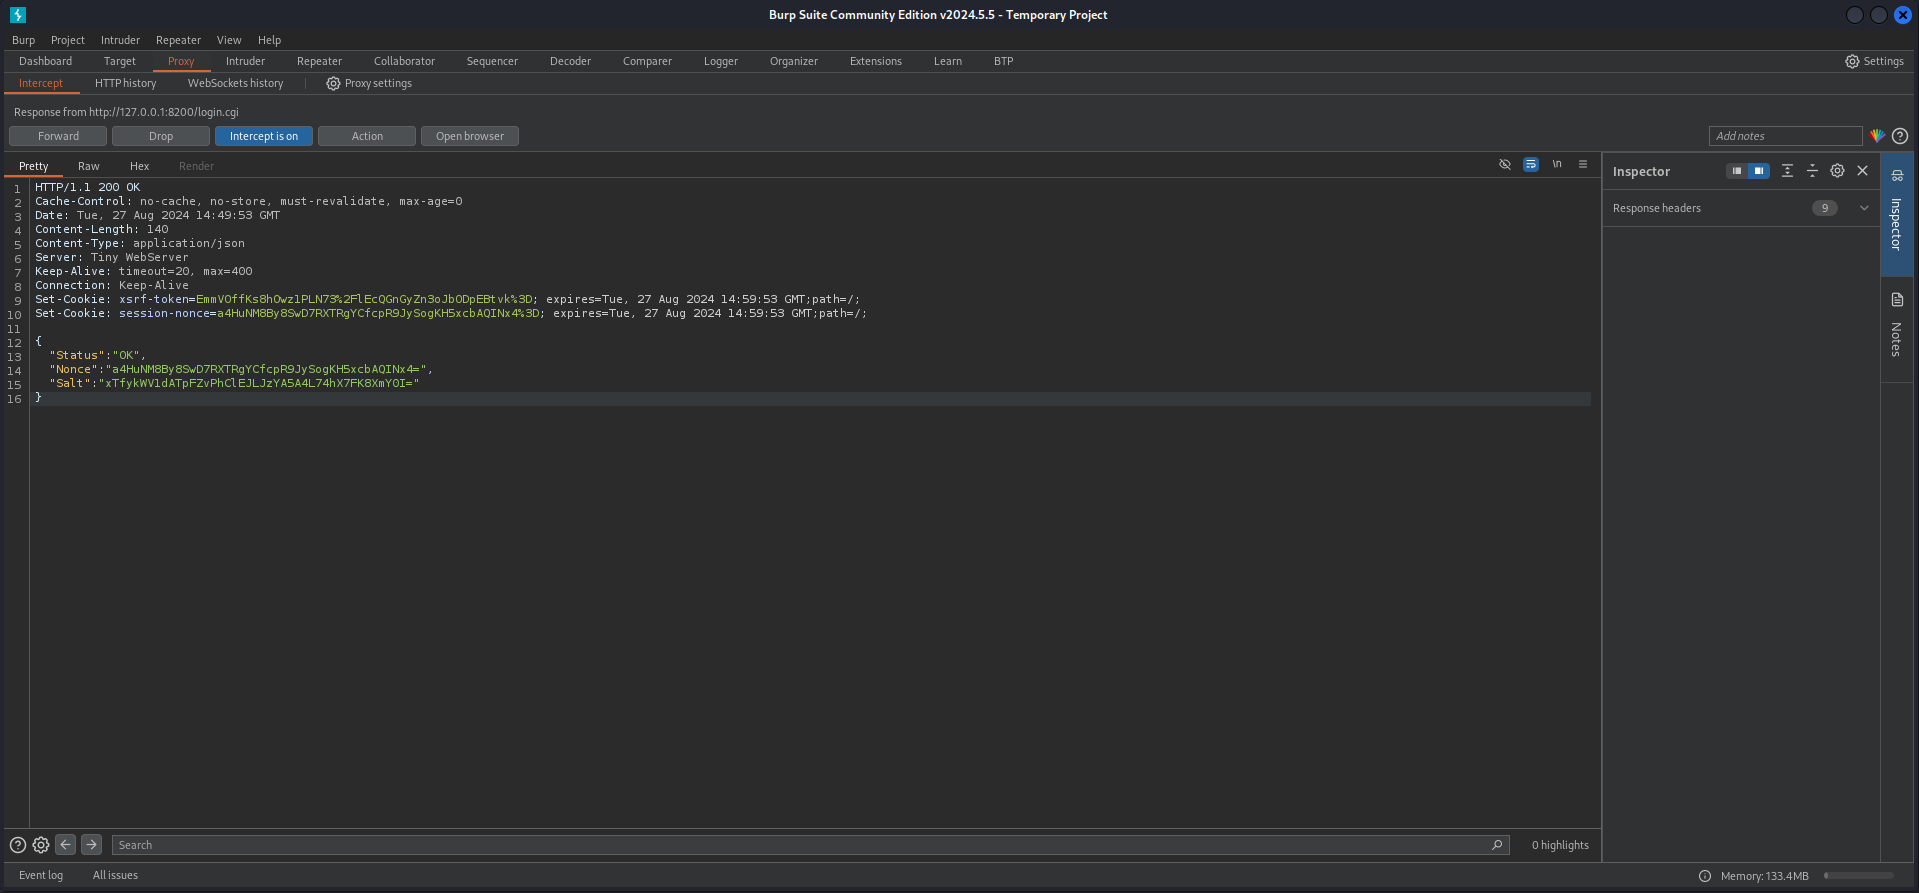 Burp Suite Community Edition v2024.5.5 - Temporary Project
Burp Project Intruder Repeater View Help
Dashboard Target Proxy Intruder Repeater Collaborator Sequencer Decoder Comparer Logger Organizer Extensions Learn BTP Settings
Intercept HTTP history WebSockets history Proxy settings
Response from http://127.0.0.1:8200/login.cgi
Forward Drop Intercept is on Action Open browser Add notes
Pretty Raw Hex Render \n
Inspector
Response headers 9
Inspector
Notes
1 HTTP/1.1 200 OK
2 Cache-Control: no-cache, no-store, must-revalidate, max-age=0
3 Date: Tue, 27 Aug 2024 14:49:53 GMT
4 Content-Length: 140
5 Content-Type: application/json
6 Server: Tiny WebServer
7 Keep-Alive: timeout=20, max=400
8 Connection: Keep-Alive
9 Set-Cookie: xsrf-token=EmmVOffKs8hOwz1PLN73%2FlEcQGnGyZn3oJbODpEBtvk%3D; expires=Tue, 27 Aug 2024 14:59:53 GMT;path=/;
10 Set-Cookie: session-nonce=a4HuNM8By8SwD7RXTRgYCfcpR9JySogKH5xcbAQINx4%3D; expires=Tue, 27 Aug 2024 14:59:53 GMT;path=/;
11
12 {
13 "Status":"OK",
14 "Nonce":"a4HuNM8By8SwD7RXTRgYCfcpR9JySogKH5xcbAQINx4=",
15 "Salt":"xTfykWV1dATpFZvPhClEJLJzYA5A4L74hX7FK8XmYOI="
16 }
Search 0 highlights
Event log All issues Memory: 133.4MB